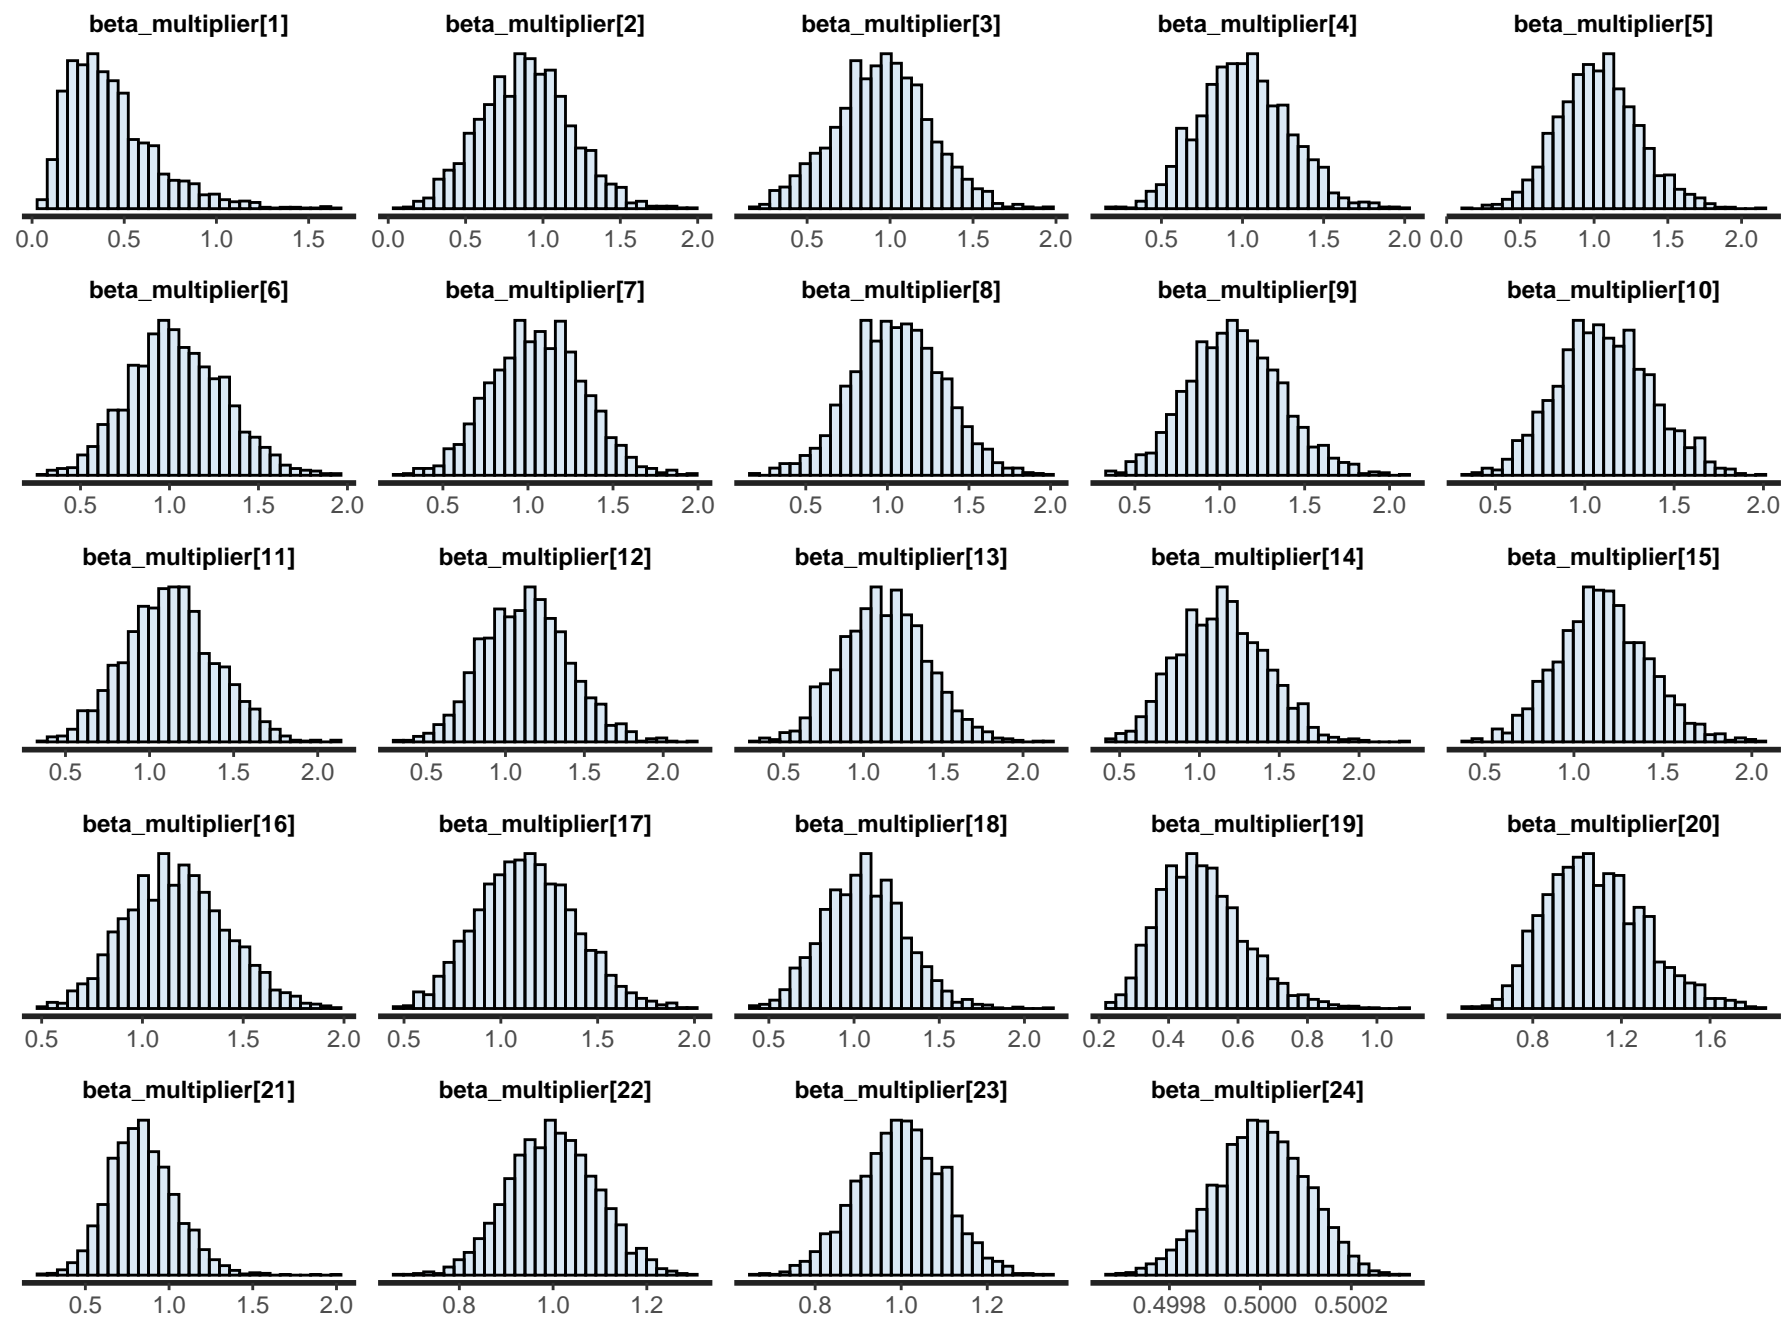 beta_multiplier[1] beta_multiplier[2] beta_multiplier[3] beta_multiplier[4] beta_multiplier[5]
0.0 0.5 1.0 1.5 0.0 0.5 1.0 1.5 2.0 0.5 1.0 1.5 2.0 0.5 1.0 1.5 2.0 0.0 0.5 1.0 1.5 2.0
beta_multiplier[6] beta_multiplier[7] beta_multiplier[8] beta_multiplier[9] beta_multiplier[10]
0.5 1.0 1.5 2.0 0.5 1.0 1.5 2.0 0.5 1.0 1.5 2.0 0.5 1.0 1.5 2.0 0.5 1.0 1.5 2.0
beta_multiplier[11] beta_multiplier[12] beta_multiplier[13] beta_multiplier[14] beta_multiplier[15]
0.5 1.0 1.5 2.0 0.5 1.0 1.5 2.0 0.5 1.0 1.5 2.0 0.5 1.0 1.5 2.0 0.5 1.0 1.5 2.0
beta_multiplier[16] beta_multiplier[17] beta_multiplier[18] beta_multiplier[19] beta_multiplier[20]
0.5 1.0 1.5 2.0 0.5 1.0 1.5 2.0 0.5 1.0 1.5 2.0 0.2 0.4 0.6 0.8 1.0 0.8 1.2 1.6
beta_multiplier[21] beta_multiplier[22] beta_multiplier[23] beta_multiplier[24]
0.5 1.0 1.5 2.0 0.8 1.0 1.2 0.8 1.0 1.2 0.4998 0.5000 0.5002